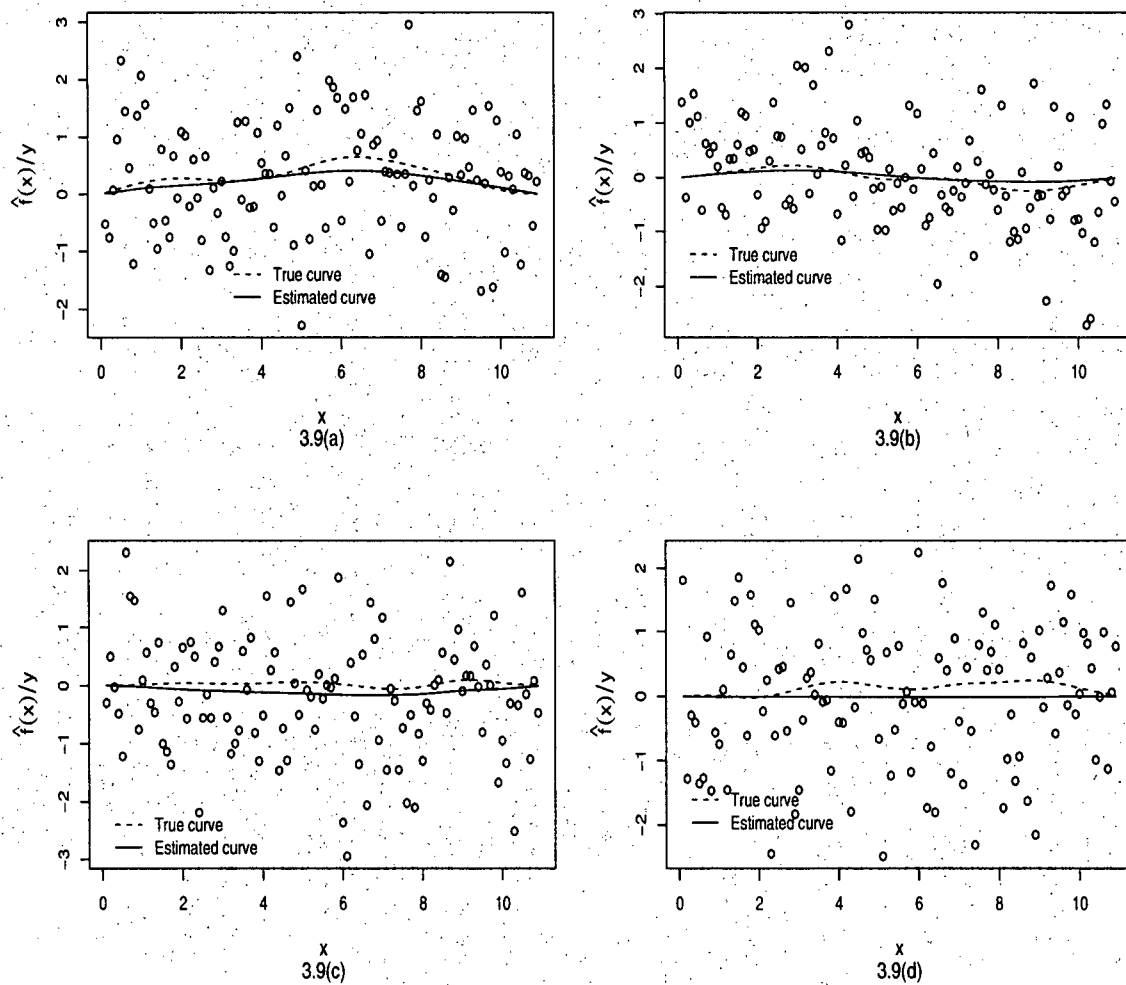 3
2
1
0
-1
-2
f̂(x)/y
True curve
Estimated curve
0 2 4 6 8 10
x
3.9(a)
3
2
1
0
-1
-2
f̂(x)/y
True curve
Estimated curve
0 2 4 6 8 10
x
3.9(b)
2
1
0
-1
-2
-3
f̂(x)/y
True curve
Estimated curve
0 2 4 6 8 10
x
3.9(c)
2
1
0
-1
-2
f̂(x)/y
True curve
Estimated curve
0 2 4 6 8 10
x
3.9(d)